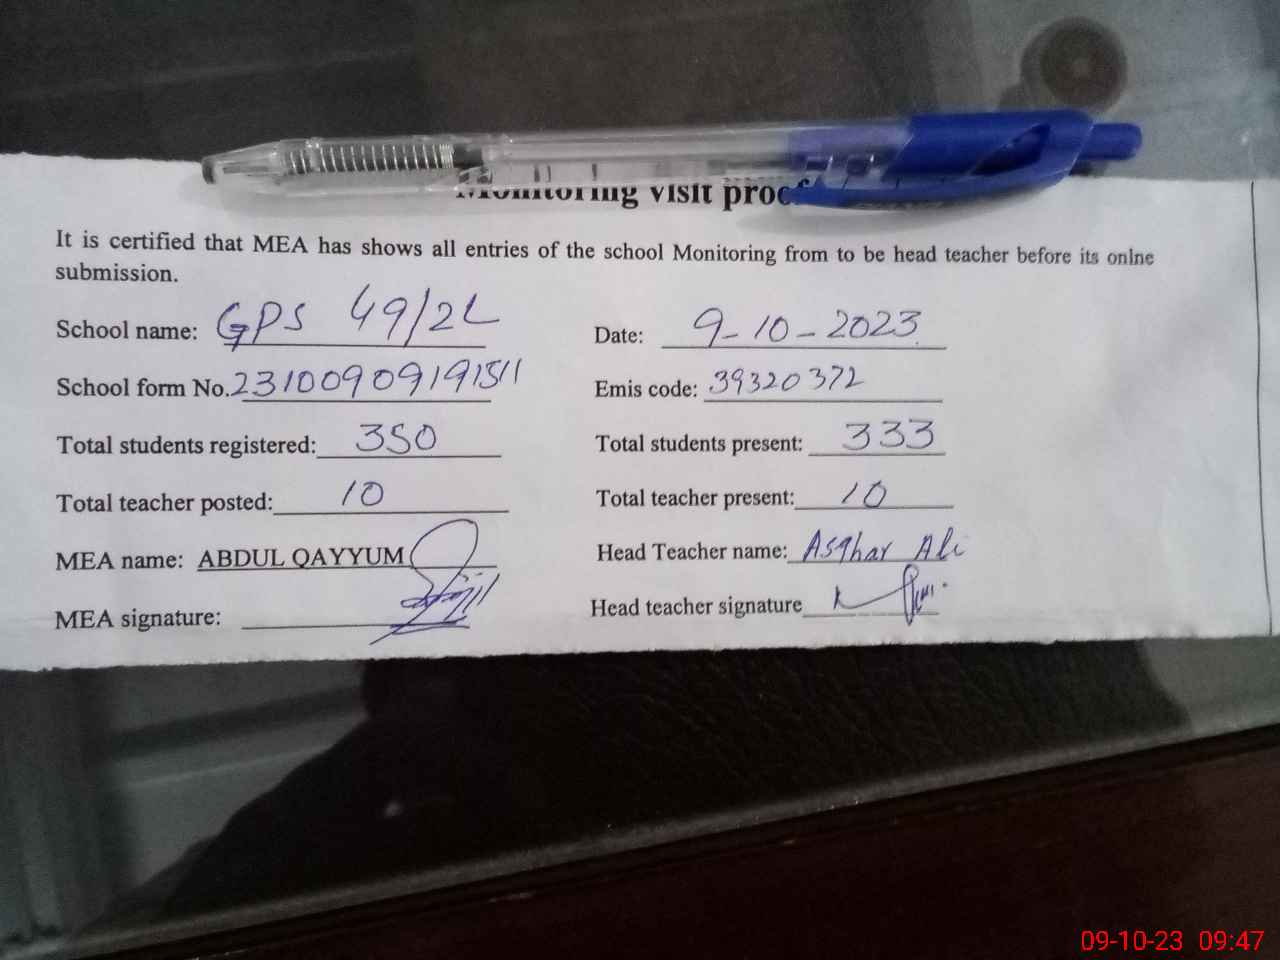 Monitoring visit proof
It is certified that MEA has shows all entries of the school Monitoring from to be head teacher before its onlne
submission.
School name: GPS 49/2L Date: 9-10-2023
School form No. 23100909191511 Emis code: 39320372
Total students registered: 350 Total students present: 333
Total teacher posted: 10 Total teacher present: 10
MEA name: ABDUL QAYYUM Head Teacher name: Asghar Ali
MEA signature: Head teacher signature
09-10-23 09:47